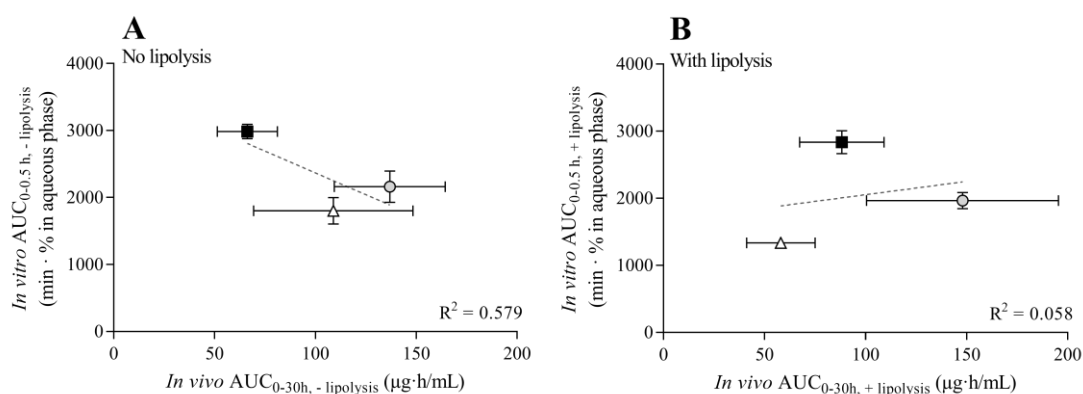 A
No lipolysis
In vitro AUC0-0.5 h, - lipolysis
(min · % in aqueous phase)
4000
3000
2000
1000
0
R2 = 0.579
0 50 100 150 200
In vivo AUC0-30h, - lipolysis (µg·h/mL)
B
With lipolysis
In vitro AUC0-0.5 h, + lipolysis
(min · % in aqueous phase)
4000
3000
2000
1000
0
R2 = 0.058
0 50 100 150 200
In vivo AUC0-30h, + lipolysis (µg·h/mL)